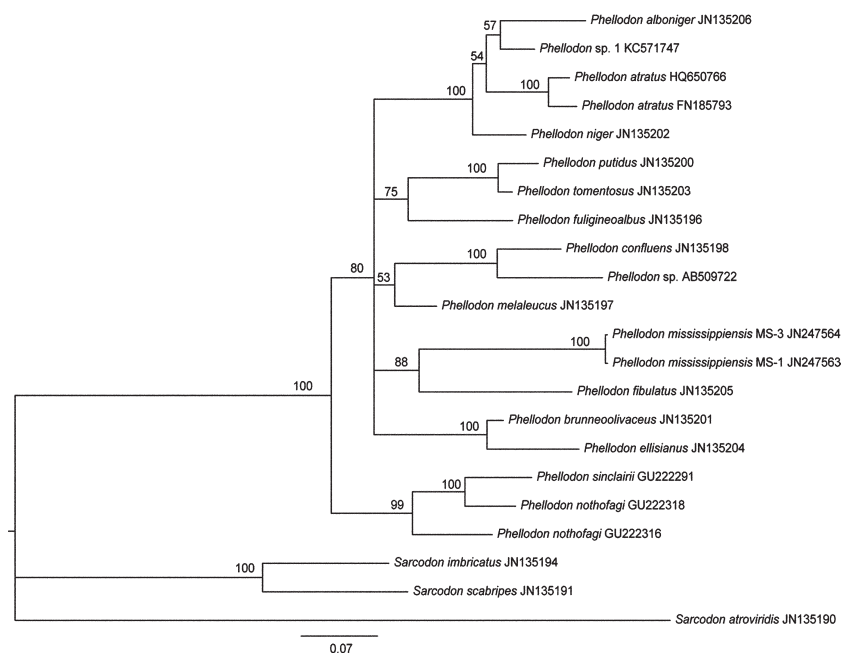 Phellodon alboniger JN135206
57
Phellodon sp. 1 KC571747
54
Phellodon atratus HQ650766
100
100
Phellodon atratus FN185793
Phellodon niger JN135202
Phellodon putidus JN135200
100
75
Phellodon tomentosus JN135203
Phellodon fuligineoalbus JN135196
Phellodon confluens JN135198
100
80
53
Phellodon sp. AB509722
Phellodon melaleucus JN135197
Phellodon mississippiensis MS-3 JN247564
100
88
Phellodon mississippiensis MS-1 JN247563
100
Phellodon fibulatus JN135205
Phellodon brunneoolivaceus JN135201
100
Phellodon ellisianus JN135204
Phellodon sinclairii GU222291
100
99
Phellodon nothofagi GU222318
Phellodon nothofagi GU222316
Sarcodon imbricatus JN135194
100
Sarcodon scabripes JN135191
Sarcodon atroviridis JN135190
0.07